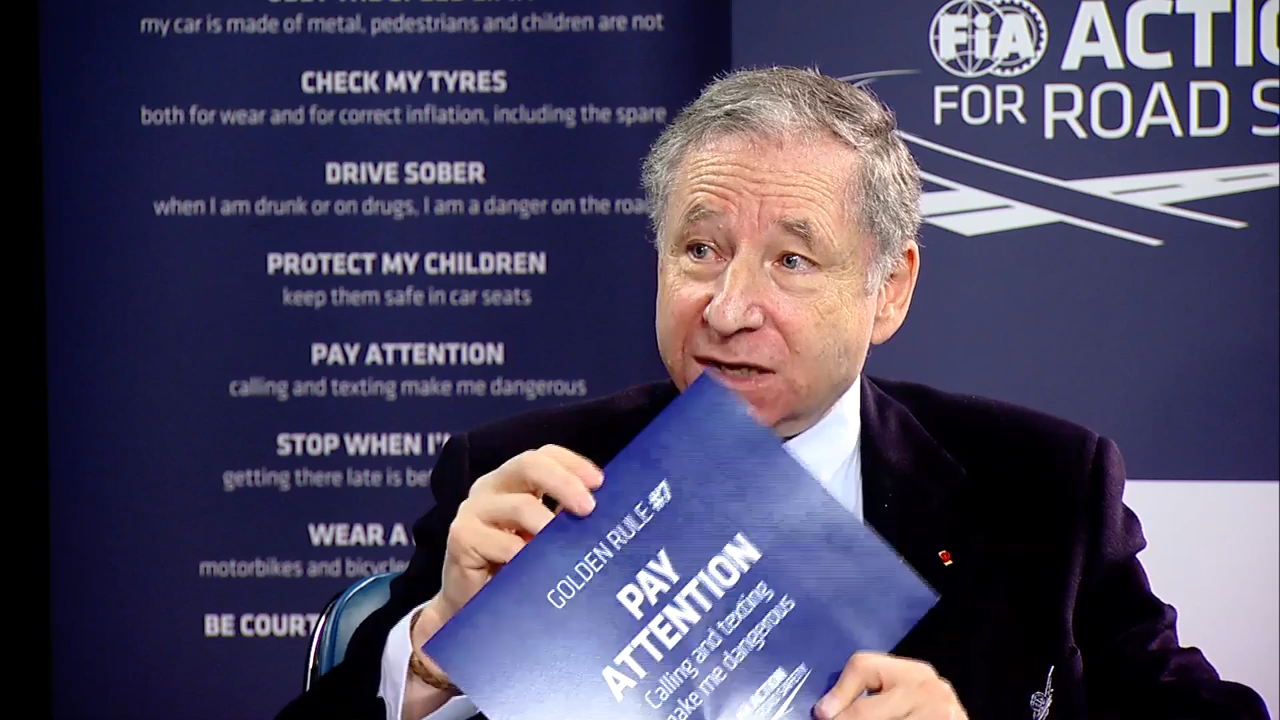 my car is made of metal, pedestrians and children are not
CHECK MY TYRES
both for wear and for correct inflation, including the spare
DRIVE SOBER
when I am drunk or on drugs, I am a danger on the roa
PROTECT MY CHILDREN
keep them safe in car seats
PAY ATTENTION
calling and texting make me dangerous
STOP WHEN I'
getting there late is be
WEAR A
motorbikes and bicycle
BE COURT
FiA ACTIO
FOR ROAD S
GOLDEN RULE #7
PAY
ATTENTION
Calling and texting
make me dangerous